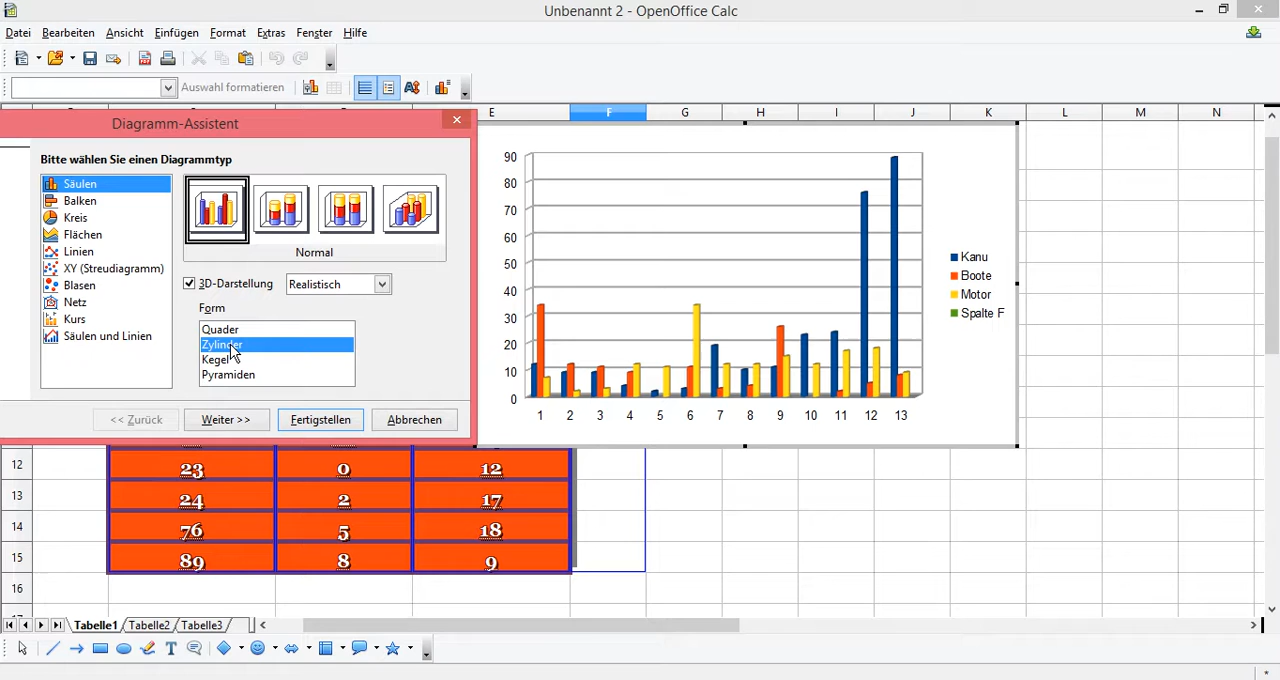 Unbenannt 2 - OpenOffice Calc
Datei Bearbeiten Ansicht Einfügen Format Extras Fenster Hilfe
Auswahl formatieren
E F G H I J K L M N
Diagramm-Assistent
Bitte wählen Sie einen Diagrammtyp
Säulen
Balken
Kreis
Flächen
Linien
XY (Streudiagramm)
Blasen
Netz
Kurs
Säulen und Linien
Normal
3D-Darstellung Realistisch
Form
Quader
Zylinder
Kegel
Pyramiden
<< Zurück Weiter >> Fertigstellen Abbrechen
90
80
70
60
50
40
30
20
10
0
1 2 3 4 5 6 7 8 9 10 11 12 13
Kanu
Boote
Motor
Spalte F
12 23 0 12
13 24 2 17
14 76 5 18
15 89 8 9
16
Tabelle1 Tabelle2 Tabelle3